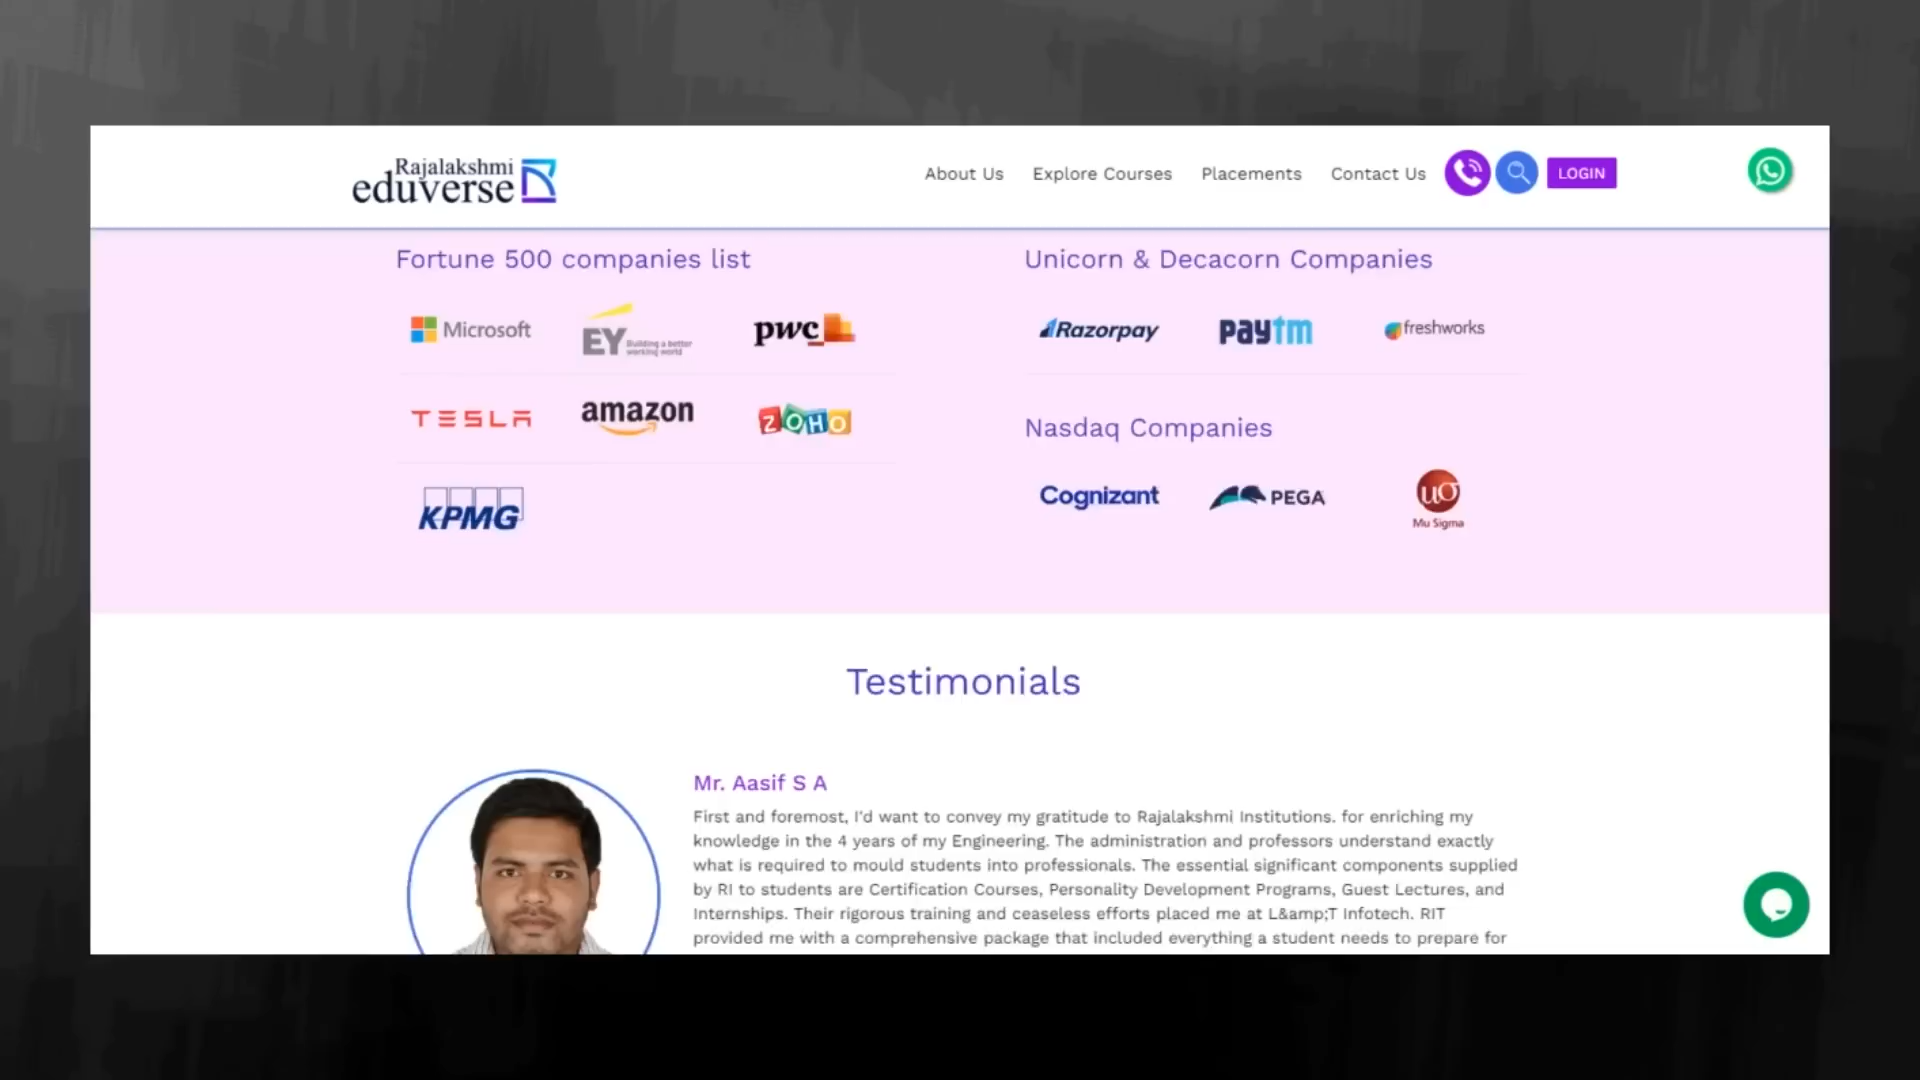 Rajalakshmi
eduverse
About Us
Explore Courses
Placements
Contact Us
LOGIN
Fortune 500 companies list
Microsoft
EY Building a better
working world
pwc
TESLA
amazon
ZOHO
KPMG
Unicorn & Decacorn Companies
Razorpay
paytm
freshworks
Nasdaq Companies
Cognizant
PEGA
uσ
Mu Sigma
Testimonials
Mr. Aasif S A
First and foremost, I'd want to convey my gratitude to Rajalakshmi Institutions. for enriching my
knowledge in the 4 years of my Engineering. The administration and professors understand exactly
what is required to mould students into professionals. The essential significant components supplied
by RI to students are Certification Courses, Personality Development Programs, Guest Lectures, and
Internships. Their rigorous training and ceaseless efforts placed me at L&amp;T Infotech. RIT
provided me with a comprehensive package that included everything a student needs to prepare for